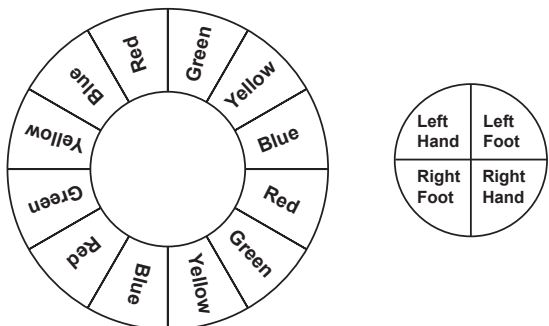 Green
Yellow
Blue
Red
Green
Yellow
Blue
Red
Green
Yellow
Blue
Red
Left
Hand
Left
Foot
Right
Foot
Right
Hand